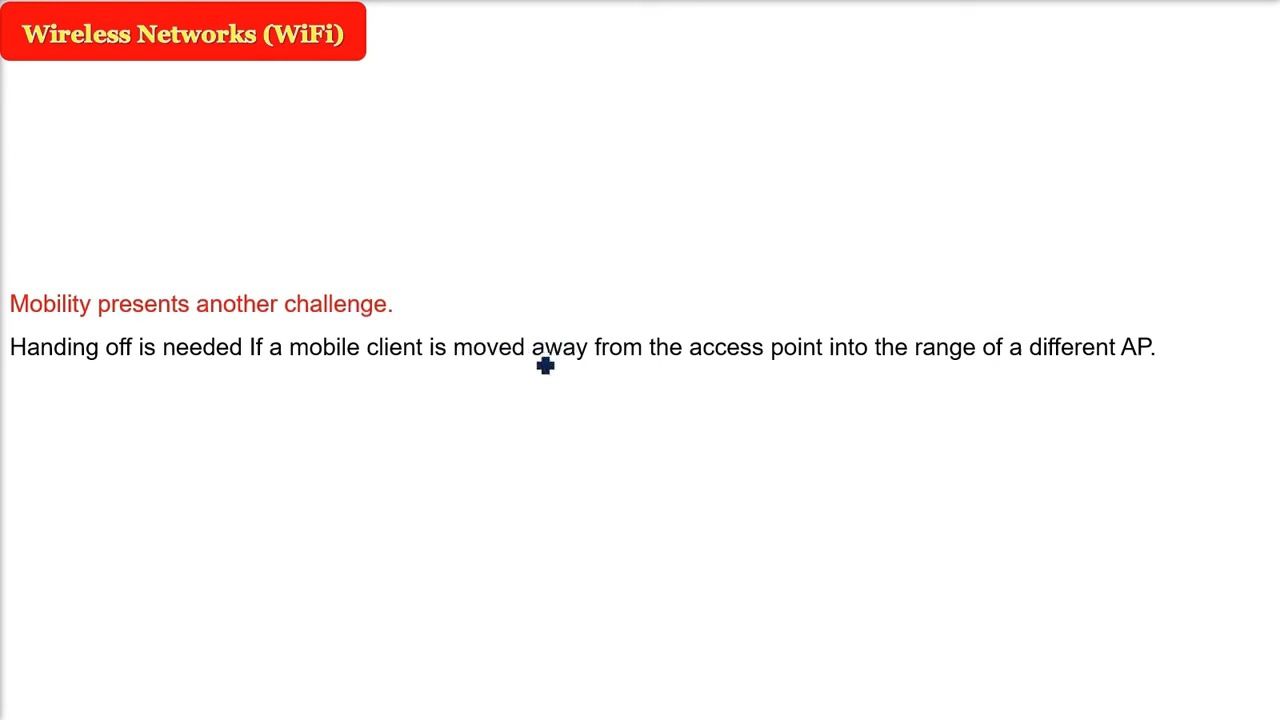 Wireless Networks (WiFi)
Mobility presents another challenge.
Handing off is needed If a mobile client is moved away from the access point into the range of a different AP.